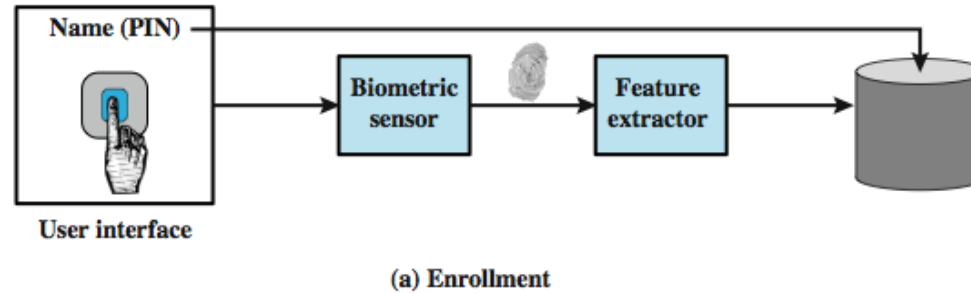 Name (PIN)
Biometric
sensor
Feature
extractor
User interface
(a) Enrollment